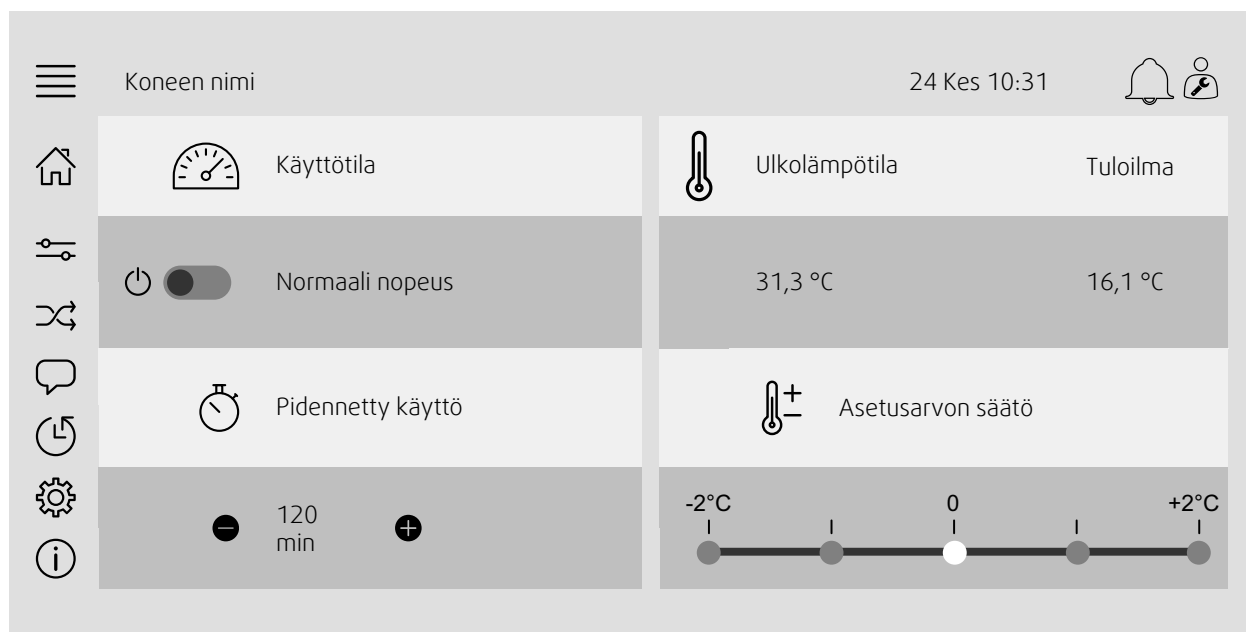 Koneen nimi
24 Kes 10:31
Käyttötila
Ulkolämpötila
Tuloilma
Normaali nopeus
31,3 °C
16,1 °C
Pidennetty käyttö
Asetusarvon säätö
120
min
-2°C
0
+2°C